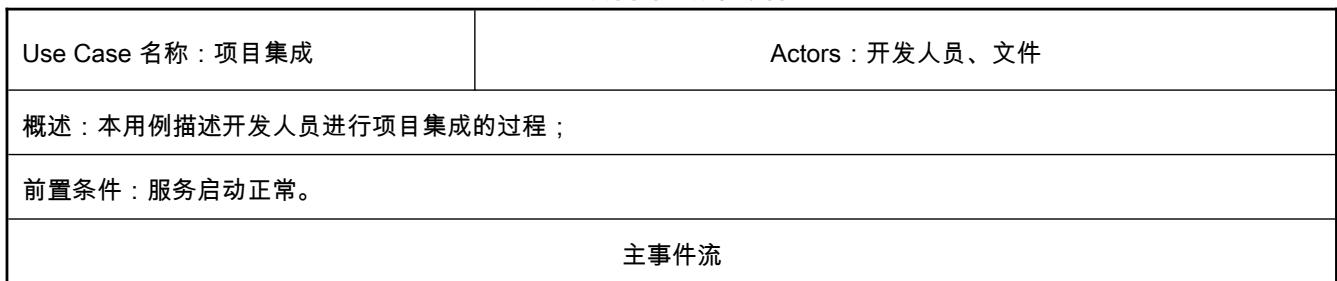 Use Case 名称：项目集成
Actors：开发人员、文件
概述：本用例描述开发人员进行项目集成的过程；
前置条件：服务启动正常。
主事件流